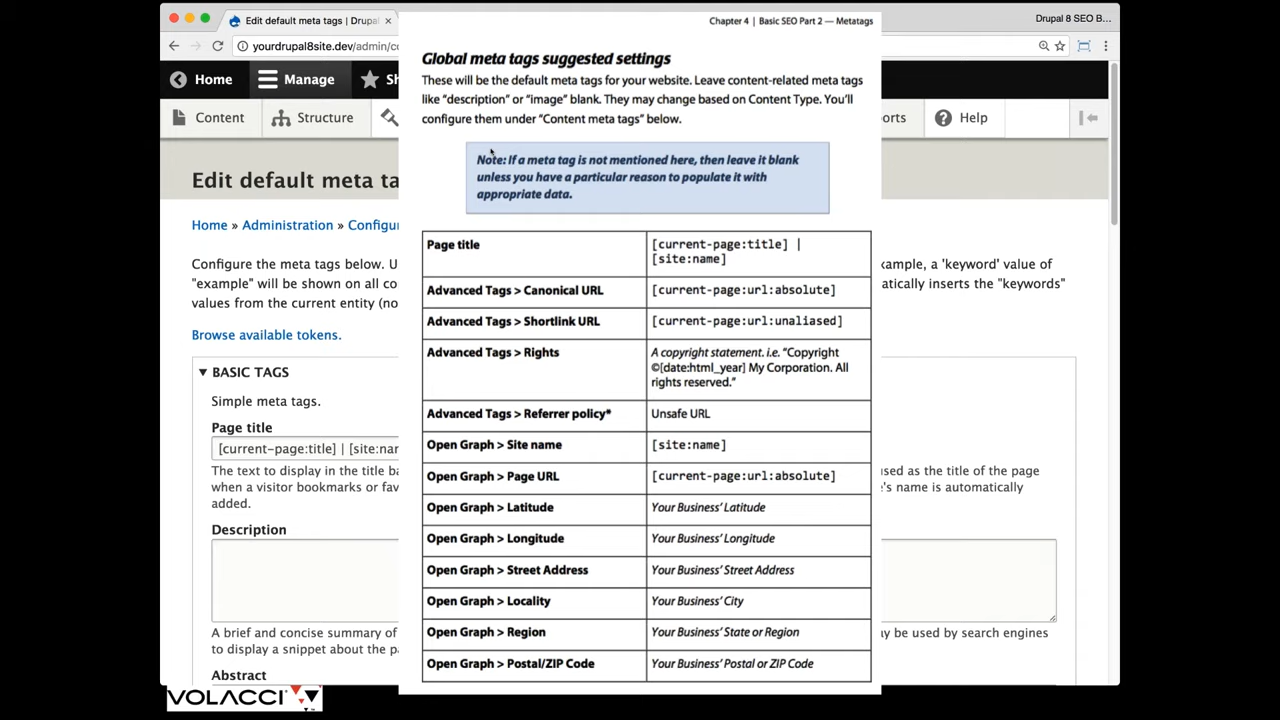 Edit default meta tags | Drupal
Drupal 8 SEO B...
yourdrupal8site.dev/admin/co
Home
Manage
Content
Structure
Help
Edit default meta ta
Home » Administration » Configu
Configure the meta tags below. U
example, a 'keyword' value of
"example" will be shown on all co
matically inserts the "keywords"
values from the current entity (no
Browse available tokens.
BASIC TAGS
Simple meta tags.
Page title
[current-page:title] | [site:nar
The text to display in the title ba
used as the title of the page
when a visitor bookmarks or fav
e's name is automatically
added.
Description
A brief and concise summary of
ay be used by search engines
to display a snippet about the pa
Abstract
VOLACCI
Chapter 4 | Basic SEO Part 2 — Metatags
Global meta tags suggested settings
These will be the default meta tags for your website. Leave content-related meta tags
like “description” or “image” blank. They may change based on Content Type. You’ll
configure them under “Content meta tags” below.
Note: If a meta tag is not mentioned here, then leave it blank
unless you have a particular reason to populate it with
appropriate data.
Page title
[current-page:title] |
[site:name]
Advanced Tags > Canonical URL
[current-page:url:absolute]
Advanced Tags > Shortlink URL
[current-page:url:unaliased]
Advanced Tags > Rights
A copyright statement. i.e. “Copyright
©[date:html_year] My Corporation. All
rights reserved.”
Advanced Tags > Referrer policy*
Unsafe URL
Open Graph > Site name
[site:name]
Open Graph > Page URL
[current-page:url:absolute]
Open Graph > Latitude
Your Business’ Latitude
Open Graph > Longitude
Your Business’ Longitude
Open Graph > Street Address
Your Business’ Street Address
Open Graph > Locality
Your Business’ City
Open Graph > Region
Your Business’ State or Region
Open Graph > Postal/ZIP Code
Your Business’ Postal or ZIP Code